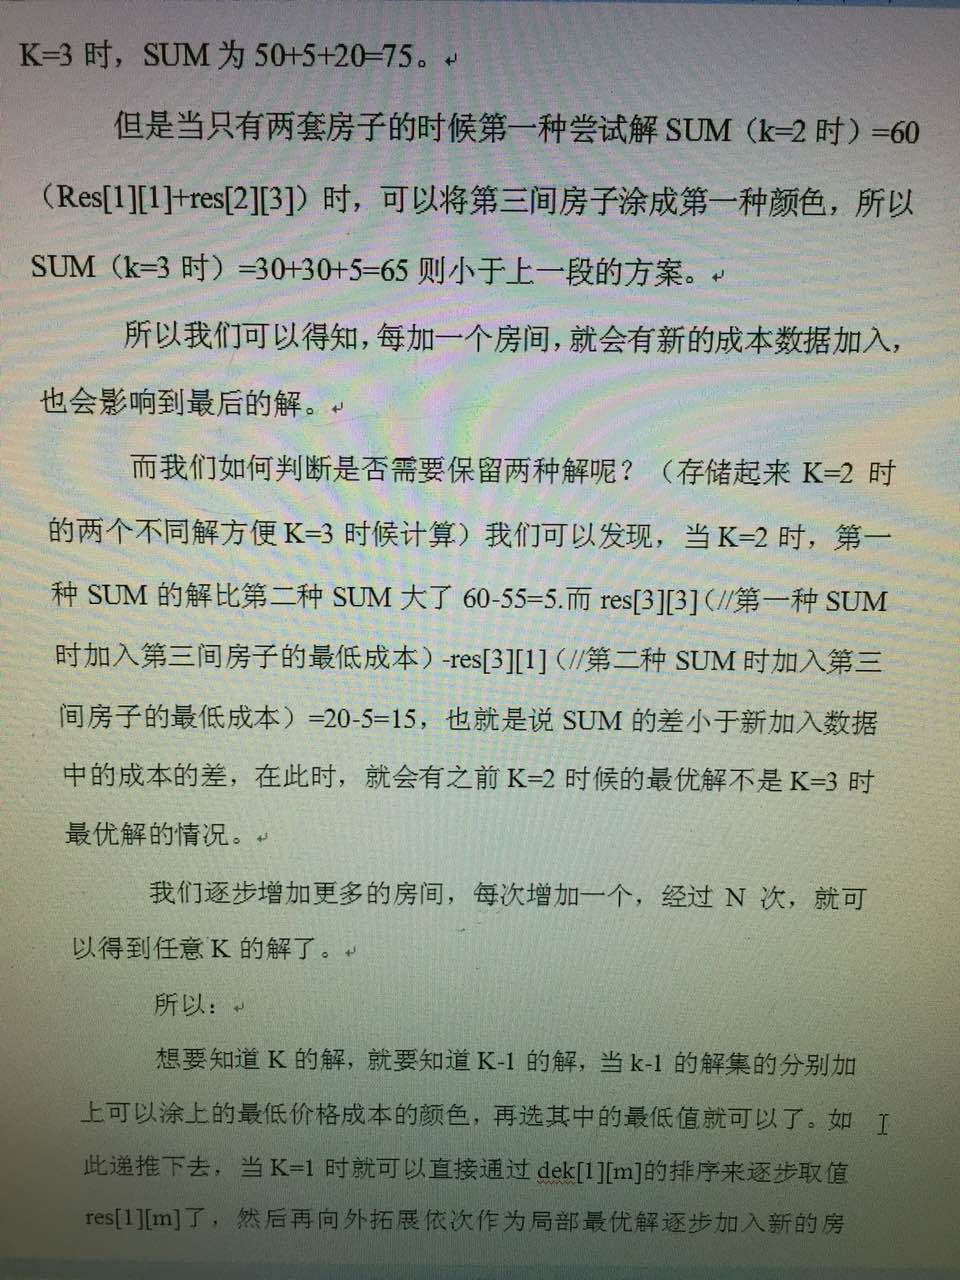 K=3 时，SUM 为 50+5+20=75。
但是当只有两套房子的时候第一种尝试解 SUM（k=2 时）=60
（Res[1][1]+res[2][3]）时，可以将第三间房子涂成第一种颜色，所以
SUM（k=3 时）=30+30+5=65 则小于上一段的方案。
所以我们可以得知，每加一个房间，就会有新的成本数据加入，
也会影响到最后的解。
而我们如何判断是否需要保留两种解呢？（存储起来 K=2 时
的两个不同解方便 K=3 时候计算）我们可以发现，当 K=2 时，第一
种 SUM 的解比第二种 SUM 大了 60-55=5.而 res[3][3]（//第一种 SUM
时加入第三间房子的最低成本）-res[3][1]（//第二种 SUM 时加入第三
间房子的最低成本）=20-5=15，也就是说 SUM 的差小于新加入数据
中的成本的差，在此时，就会有之前 K=2 时候的最优解不是 K=3 时
最优解的情况。
我们逐步增加更多的房间，每次增加一个，经过 N 次，就可
以得到任意 K 的解了。
所以：
想要知道 K 的解，就要知道 K-1 的解，当 k-1 的解集的分别加
上可以涂上的最低价格成本的颜色，再选其中的最低值就可以了。如
此递推下去，当 K=1 时就可以直接通过 dek[1][m]的排序来逐步取值
res[1][m]了，然后再向外拓展依次作为局部最优解逐步加入新的房